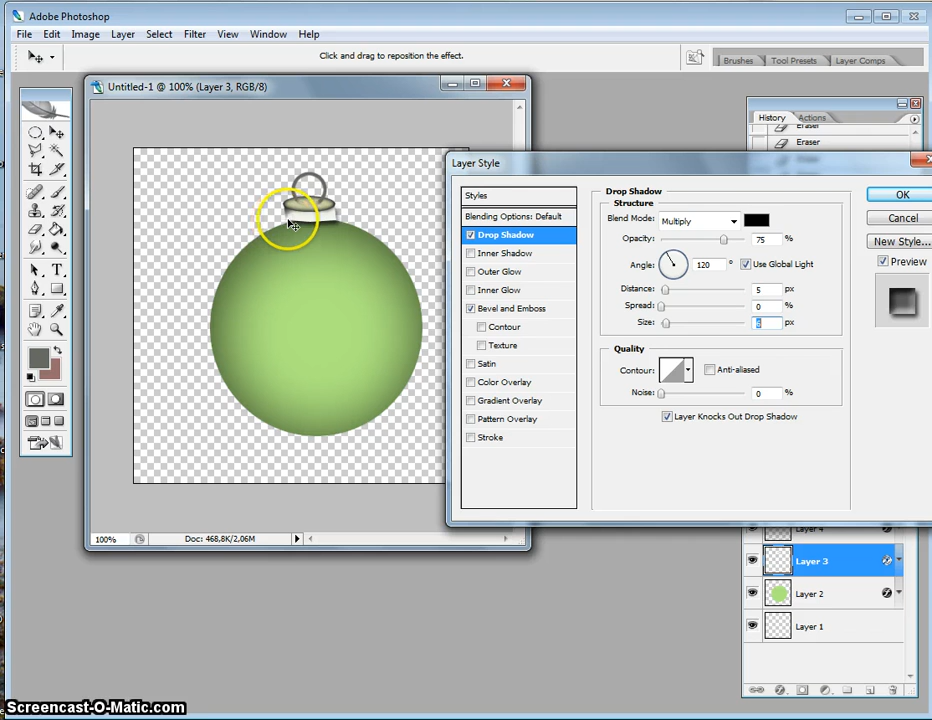 Adobe Photoshop
File Edit Image Layer Select Filter View Window Help
Click and drag to reposition the effect.
Brushes Tool Presets Layer Comps
Untitled-1 @ 100% (Layer 3, RGB/8)
History Actions
Eraser
Eraser
Layer Style
Styles
Blending Options: Default
Drop Shadow
Inner Shadow
Outer Glow
Inner Glow
Bevel and Emboss
Contour
Texture
Satin
Color Overlay
Gradient Overlay
Pattern Overlay
Stroke
Drop Shadow
Structure
Blend Mode: Multiply
Opacity: 75 %
Angle: 120 ° Use Global Light
Distance: 5 px
Spread: 0 %
Size: 6 px
Quality
Contour: Anti-aliased
Noise: 0 %
Layer Knocks Out Drop Shadow
OK
Cancel
New Style...
Preview
100% Doc: 468,8K/2,06M
Layer 4
Layer 3
Layer 2
Layer 1
Screencast-O-Matic.com